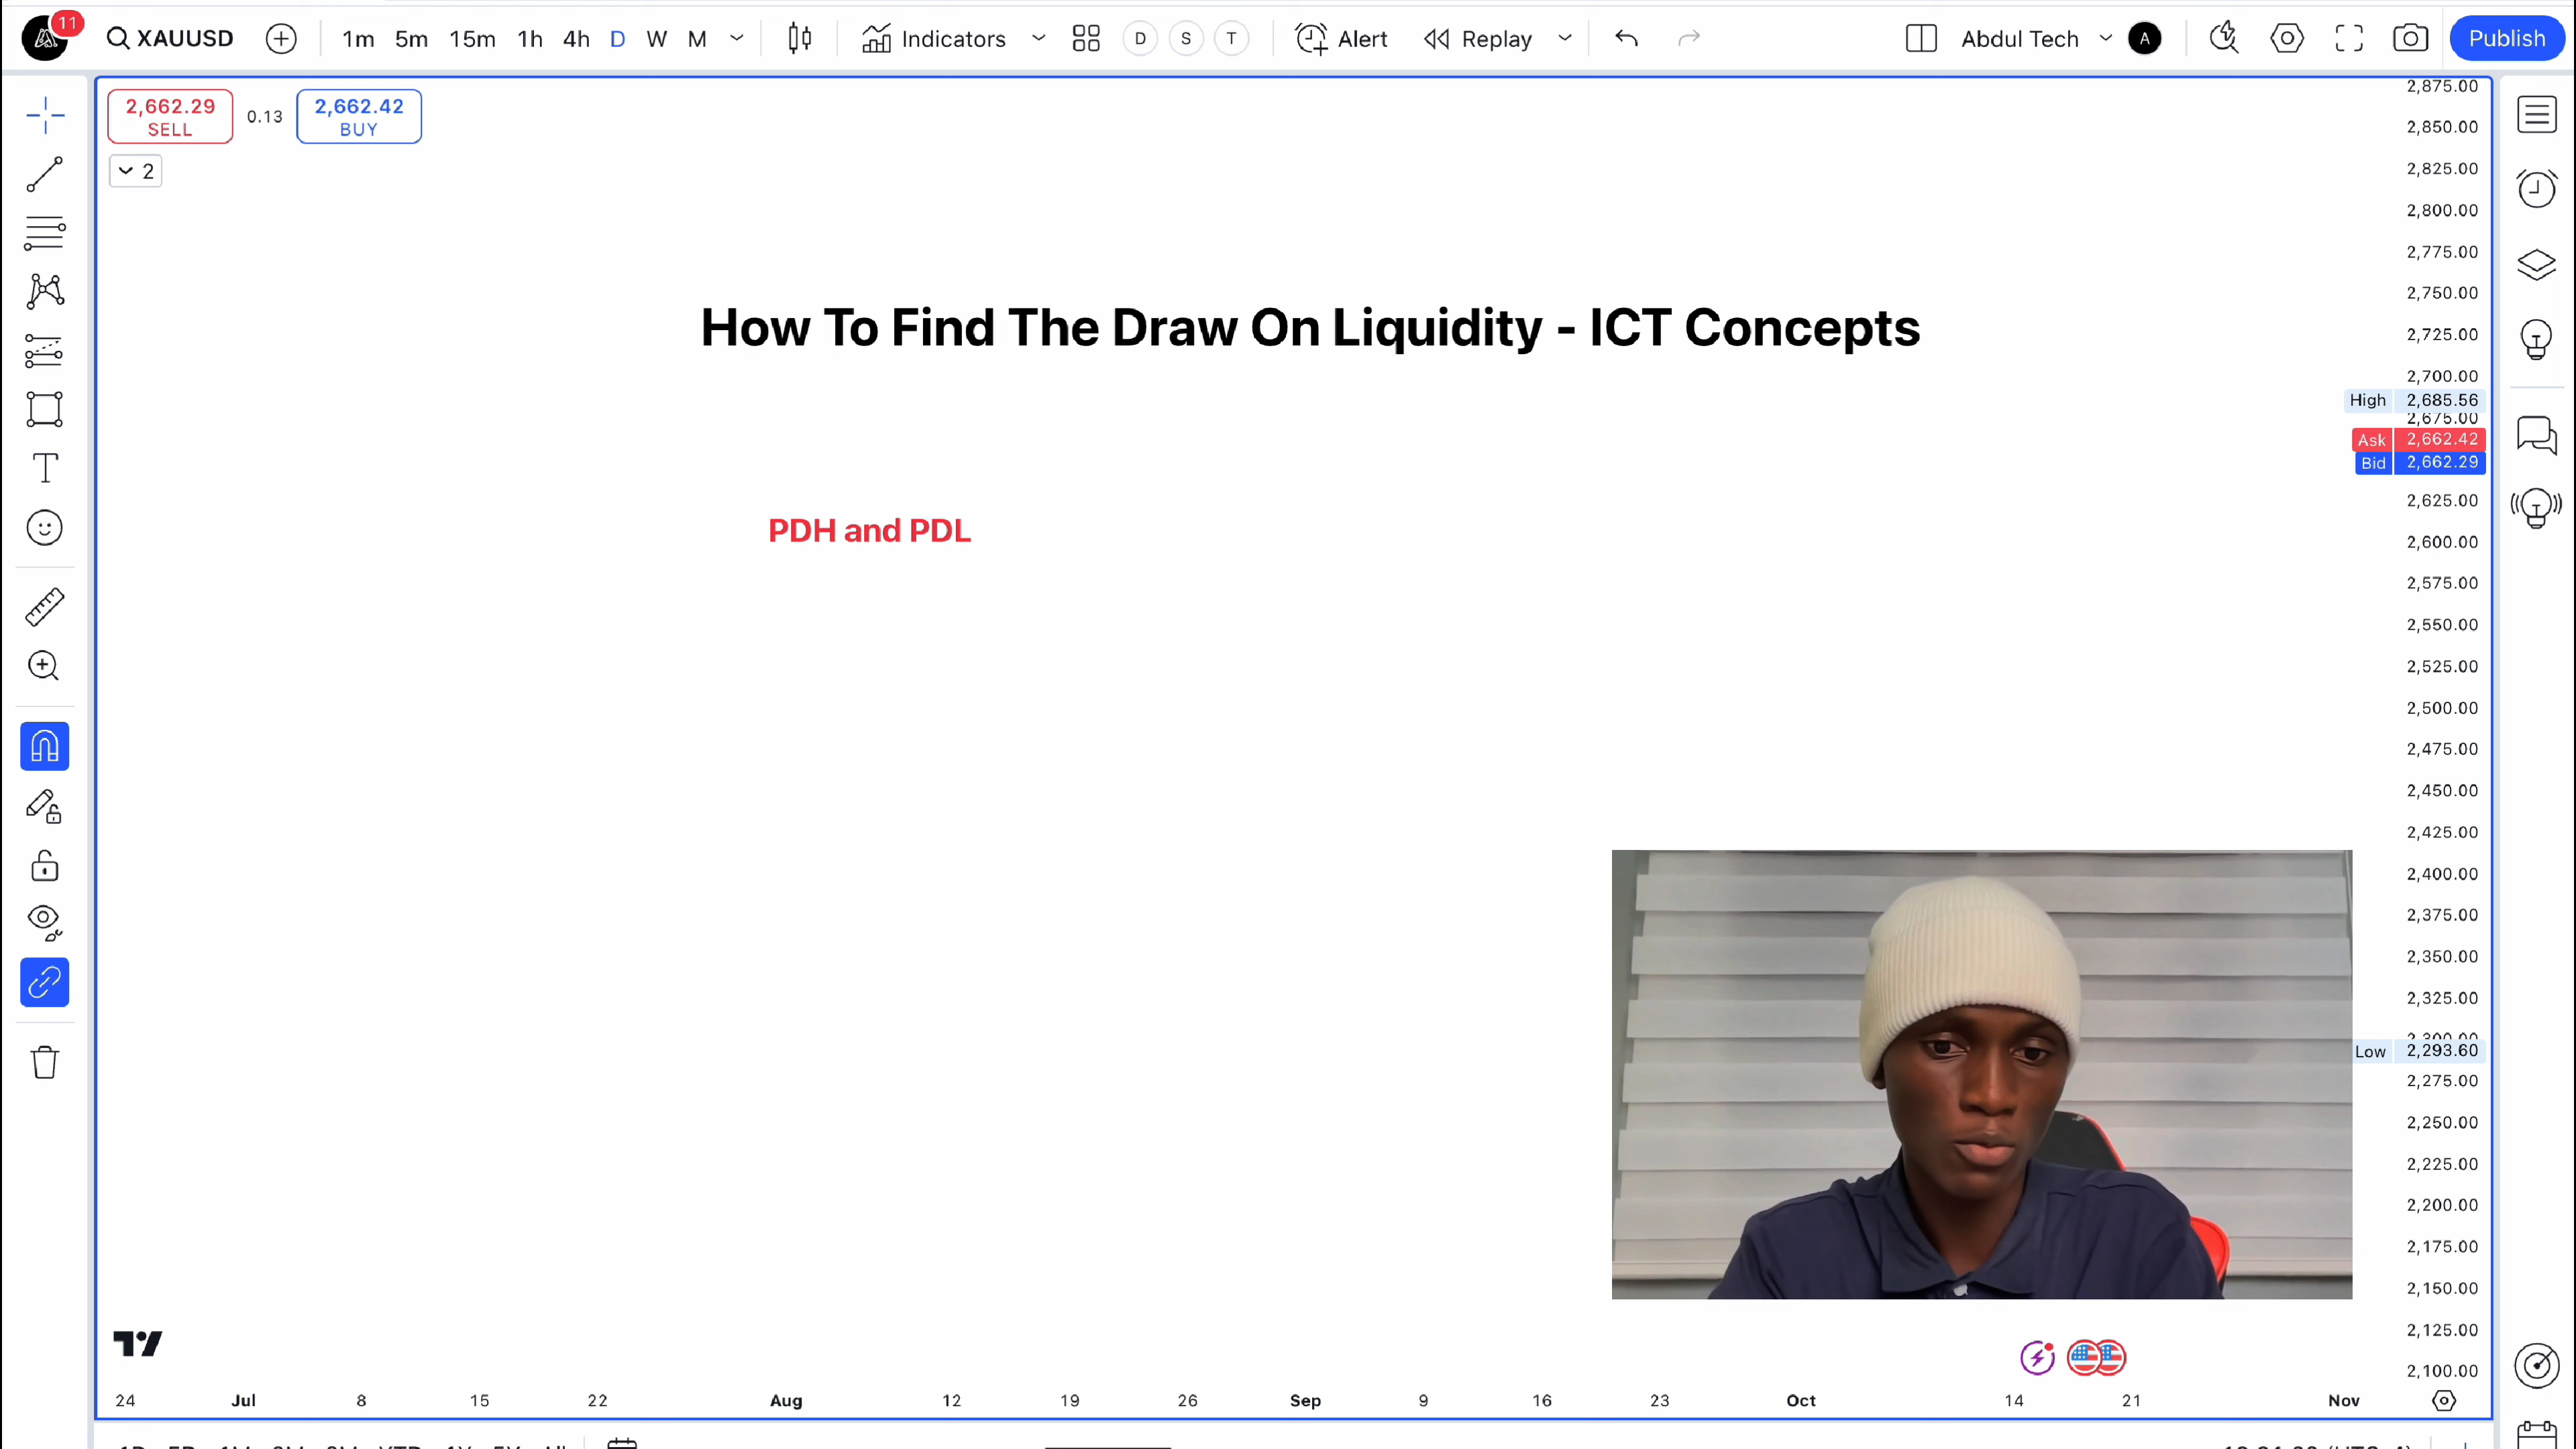 11
XAUUSD
1m 5m 15m 1h 4h D W M
Indicators
D S T
Alert
Replay
Abdul Tech
A
Publish
2,662.29
SELL
0.13
2,662.42
BUY
2
How To Find The Draw On Liquidity - ICT Concepts
PDH and PDL
2,875.00
2,850.00
2,825.00
2,800.00
2,775.00
2,750.00
2,725.00
2,700.00
High 2,685.56
2,675.00
Ask 2,662.42
Bid 2,662.29
2,625.00
2,600.00
2,575.00
2,550.00
2,525.00
2,500.00
2,475.00
2,450.00
2,425.00
2,400.00
2,375.00
2,350.00
2,325.00
2,300.00
Low 2,293.60
2,275.00
2,250.00
2,225.00
2,200.00
2,175.00
2,150.00
2,125.00
2,100.00
24 Jul 8 15 22 Aug 12 19 26 Sep 9 16 23 Oct 14 21 Nov